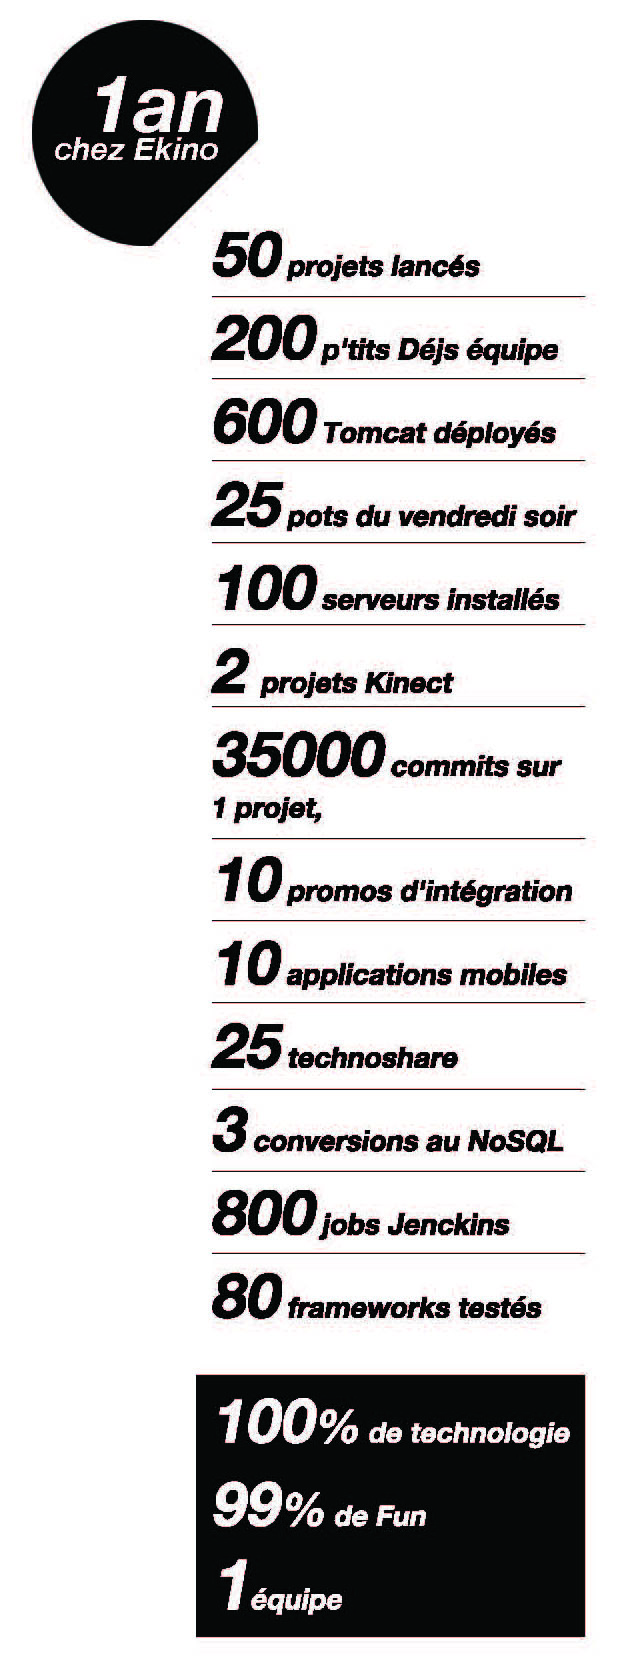 1an
chez Ekino
50 projets lancés
200 p'tits Déjs équipe
600 Tomcat déployés
25 pots du vendredi soir
100 serveurs installés
2 projets Kinect
35000 commits sur
1 projet,
10 promos d'intégration
10 applications mobiles
25 technoshare
3 conversions au NoSQL
800 jobs Jenckins
80 frameworks testés
100% de technologie
99% de Fun
1 équipe